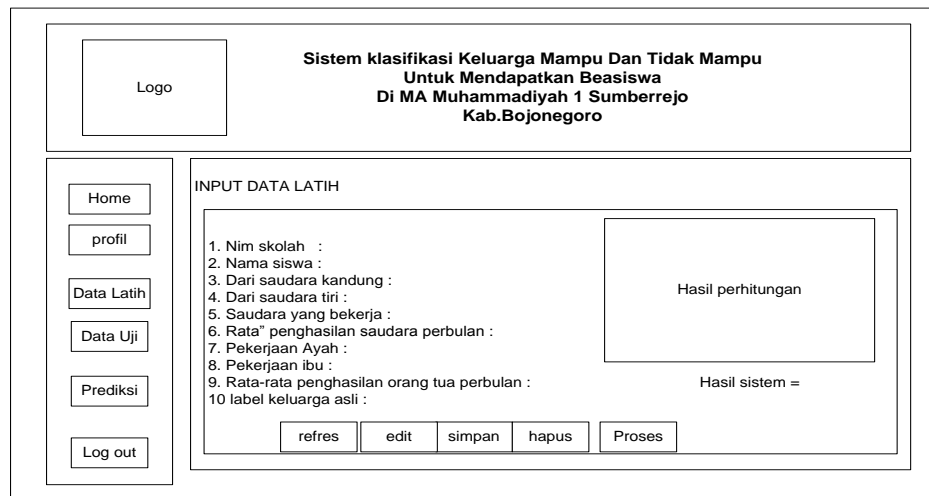 Logo
Sistem klasifikasi Keluarga Mampu Dan Tidak Mampu
Untuk Mendapatkan Beasiswa
Di MA Muhammadiyah 1 Sumberrejo
Kab.Bojonegoro
Home
profil
Data Latih
Data Uji
Prediksi
Log out
INPUT DATA LATIH
1. Nim skolah :
2. Nama siswa :
3. Dari saudara kandung :
4. Dari saudara tiri :
5. Saudara yang bekerja :
6. Rata” penghasilan saudara perbulan :
7. Pekerjaan Ayah :
8. Pekerjaan ibu :
9. Rata-rata penghasilan orang tua perbulan :
10 label keluarga asli :
Hasil perhitungan
Hasil sistem =
refres edit simpan hapus Proses